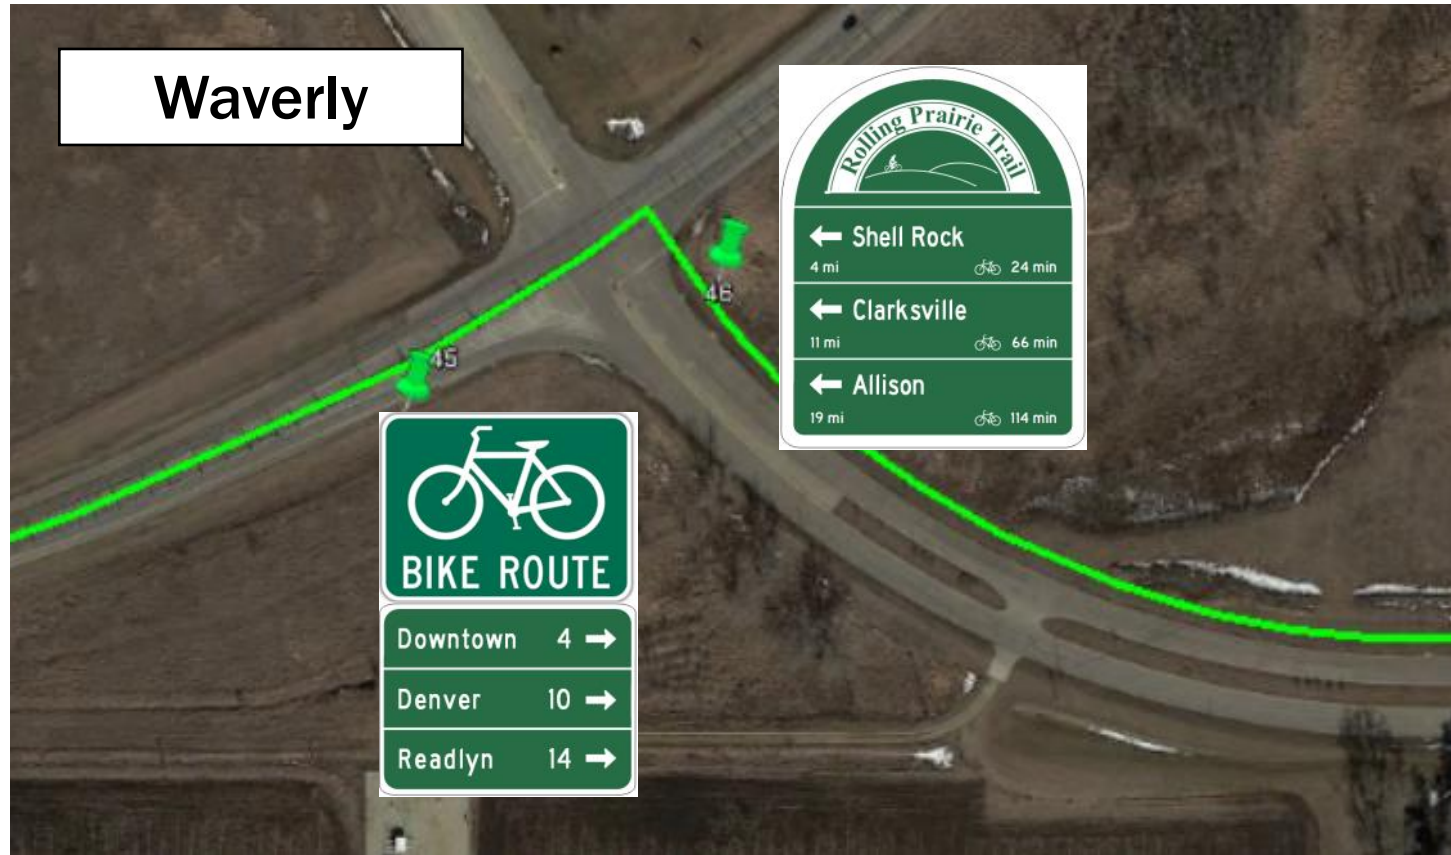 Waverly
Rolling Prairie Trail
Shell Rock
4 mi 24 min
Clarksville
11 mi 66 min
Allison
19 mi 114 min
46
45
BIKE ROUTE
Downtown 4
Denver 10
Readlyn 14